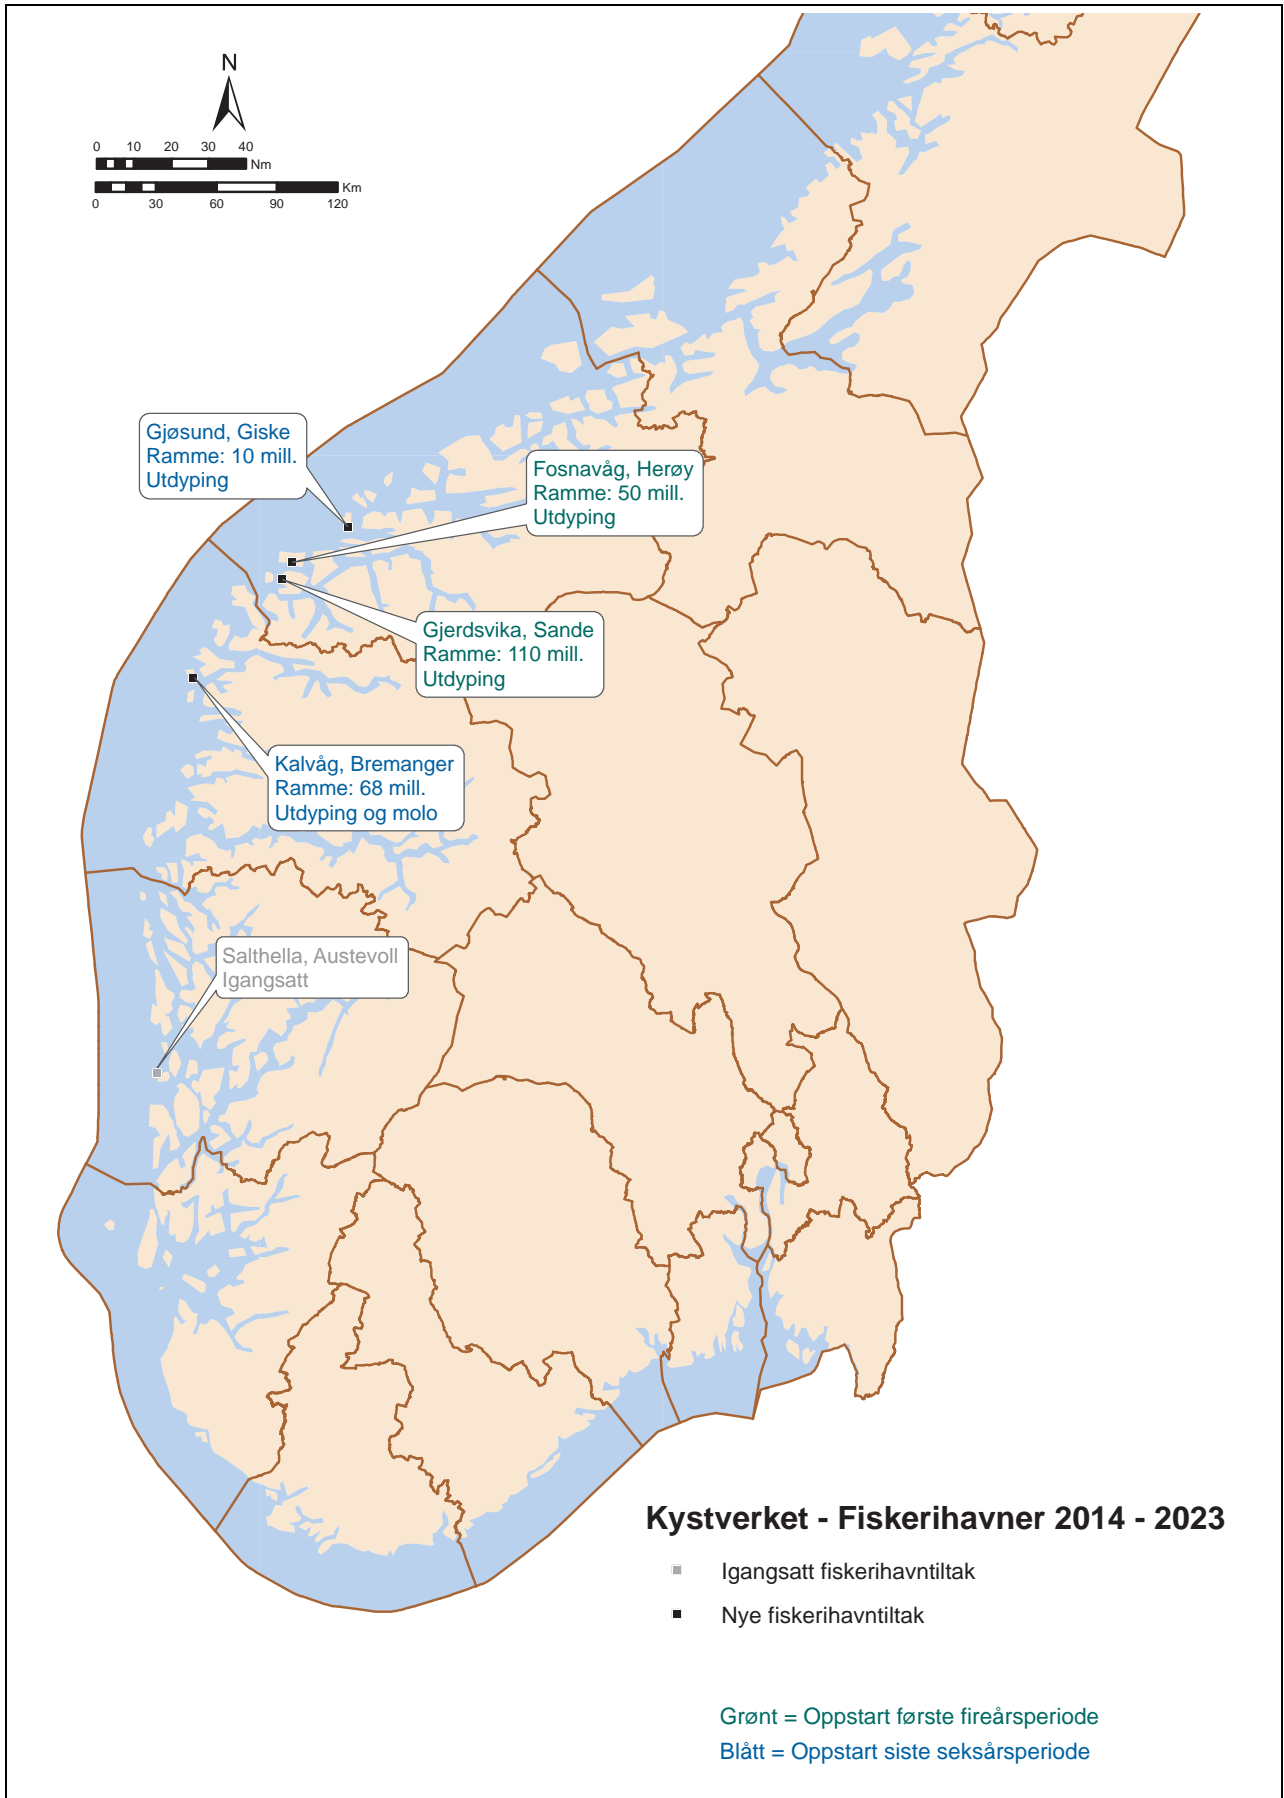 N
0 10 20 30 40
Nm
Km
0 30 60 90 120
Gjøsund, Giske
Ramme: 10 mill.
Utdyping
Fosnavåg, Herøy
Ramme: 50 mill.
Utdyping
Gjerdsvika, Sande
Ramme: 110 mill.
Utdyping
Kalvåg, Bremanger
Ramme: 68 mill.
Utdyping og molo
Salthella, Austevoll
Igangsatt
Kystverket - Fiskerihavner 2014 - 2023
Igangsatt fiskerihavntiltak
Nye fiskerihavntiltak
Grønt = Oppstart første fireårsperiode
Blått = Oppstart siste seksårsperiode